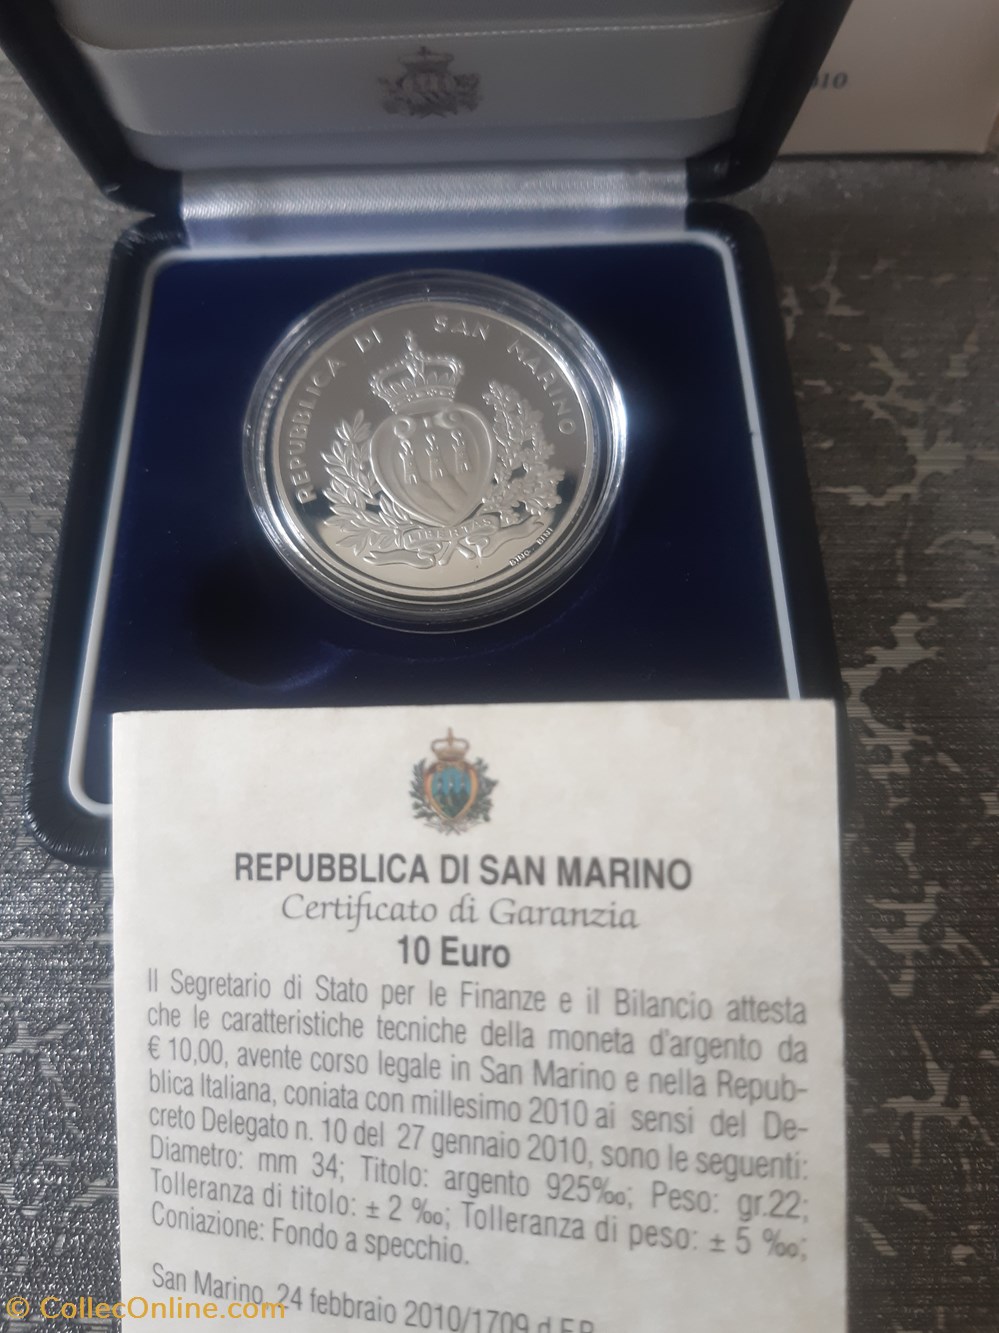 010
REPUBBLICA DI SAN MARINO
LIBERTAS
BINO BINI
REPUBBLICA DI SAN MARINO
Certificato di Garanzia
10 Euro
Il Segretario di Stato per le Finanze e il Bilancio attesta
che le caratteristiche tecniche della moneta d'argento da
€ 10,00, avente corso legale in San Marino e nella Repub-
blica Italiana, coniata con millesimo 2010 ai sensi del De-
creto Delegato n. 10 del 27 gennaio 2010, sono le seguenti:
Diametro: mm 34; Titolo: argento 925‰; Peso: gr.22;
Tolleranza di titolo: ± 2 ‰; Tolleranza di peso: ± 5 ‰;
Coniazione: Fondo a specchio.
San Marino, 24 febbraio 2010/1709 d.F.R.
© CollecOnline.com